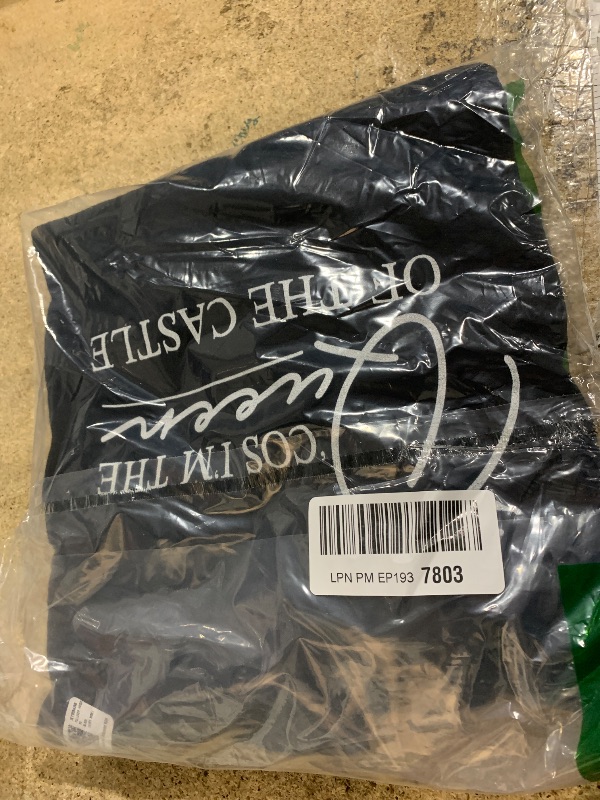 'COS I'M THE
Queen
OF THE CASTLE
LPN PM EP193 7803